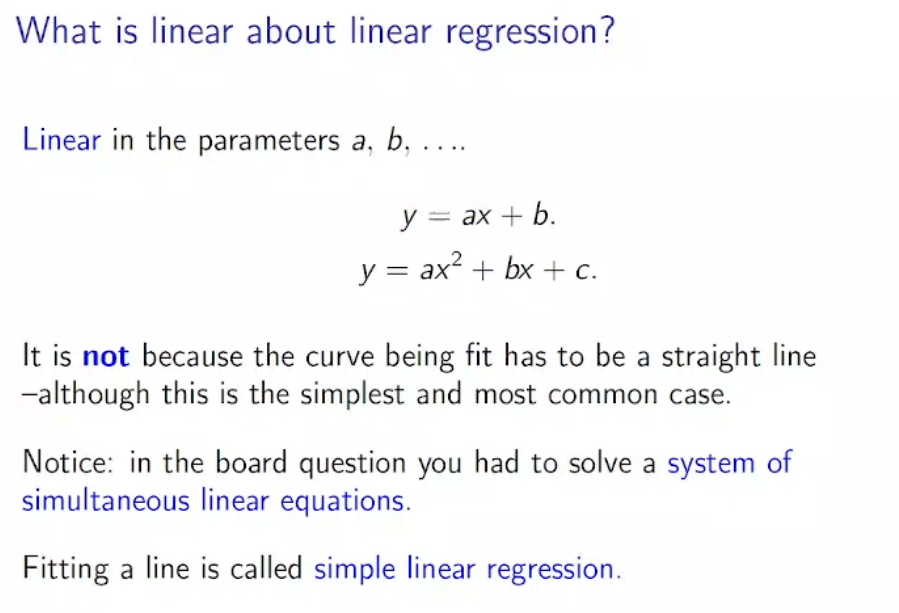 What is linear about linear regression?
Linear in the parameters a, b, ....
y = ax + b.
y = ax² + bx + c.
It is not because the curve being fit has to be a straight line
–although this is the simplest and most common case.
Notice: in the board question you had to solve a system of
simultaneous linear equations.
Fitting a line is called simple linear regression.